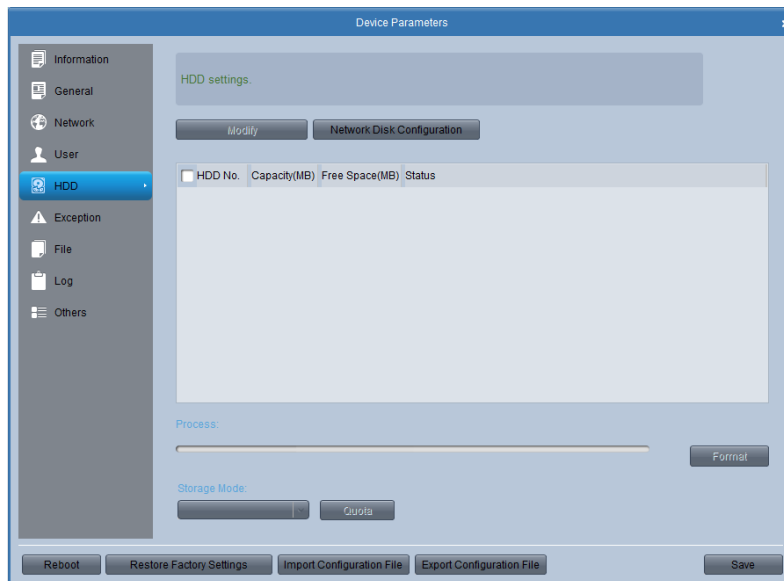 Device Parameters
Information
General
Network
User
HDD
Exception
File
Log
Others
HDD settings.
Modify
Network Disk Configuration
HDD No. Capacity(MB) Free Space(MB) Status
Process:
Format
Storage Mode:
Quota
Reboot Restore Factory Settings Import Configuration File Export Configuration File Save